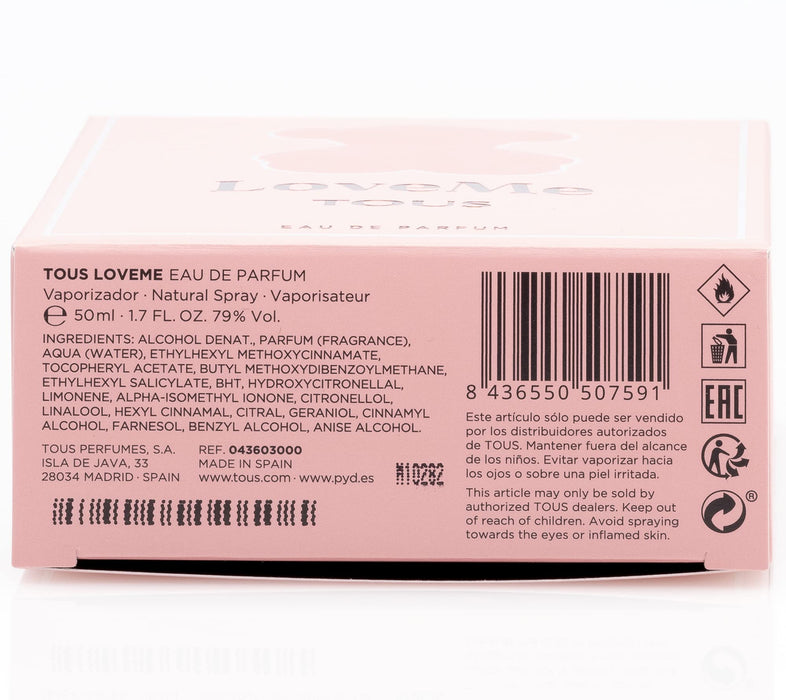 LoveMe
TOUS
EAU DE PARFUM
TOUS LOVEME EAU DE PARFUM
Vaporizador · Natural Spray · Vaporisateur
℮ 50ml · 1.7 FL. OZ. 79% Vol.
INGREDIENTS: ALCOHOL DENAT., PARFUM (FRAGRANCE),
AQUA (WATER), ETHYLHEXYL METHOXYCINNAMATE,
TOCOPHERYL ACETATE, BUTYL METHOXYDIBENZOYLMETHANE,
ETHYLHEXYL SALICYLATE, BHT, HYDROXYCITRONELLAL,
LIMONENE, ALPHA-ISOMETHYL IONONE, CITRONELLOL,
LINALOOL, HEXYL CINNAMAL, CITRAL, GERANIOL, CINNAMYL
ALCOHOL, FARNESOL, BENZYL ALCOHOL, ANISE ALCOHOL.
TOUS PERFUMES, S.A.
ISLA DE JAVA, 33
28034 MADRID · SPAIN
REF. 043603000
MADE IN SPAIN
www.tous.com · www.pyd.es
M10282
8 436550 507591
Este artículo sólo puede ser vendido
por los distribuidores autorizados
de TOUS. Mantener fuera del alcance
de los niños. Evitar vaporizar hacia
los ojos o sobre una piel irritada.
This article may only be sold by
authorized TOUS dealers. Keep out
of reach of children. Avoid spraying
towards the eyes or inflamed skin.
EAC
®